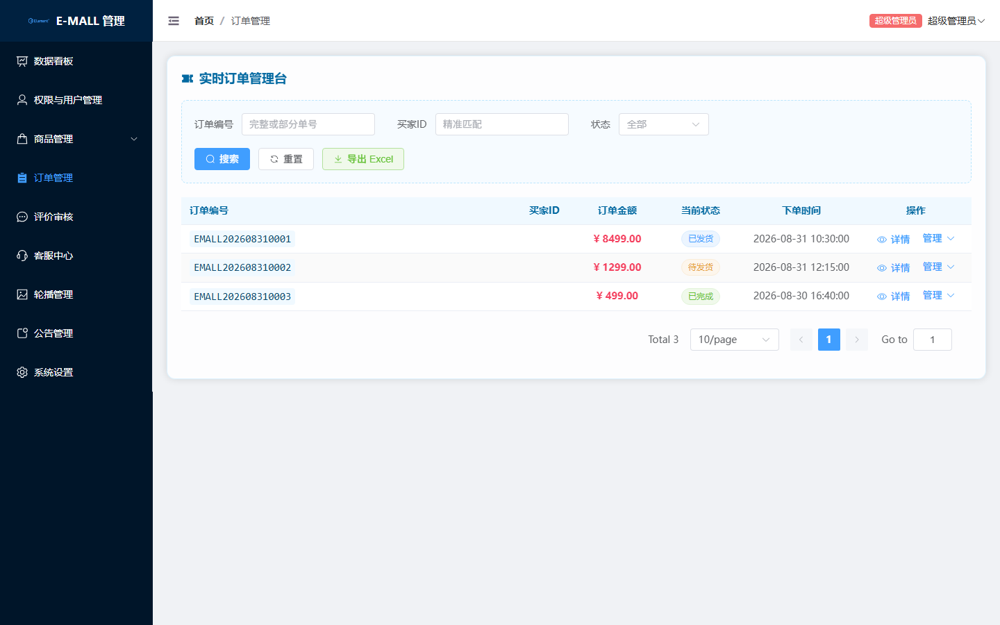 Element
E-MALL 管理
首页 / 订单管理
超级管理员 超级管理员
数据看板
权限与用户管理
商品管理
订单管理
评价审核
客服中心
轮播管理
公告管理
系统设置
实时订单管理台
订单编号 完整或部分单号 买家ID 精准匹配 状态 全部
搜索 重置 导出 Excel
订单编号 买家ID 订单金额 当前状态 下单时间 操作
EMALL202608310001 ¥ 8499.00 已发货 2026-08-31 10:30:00 详情 管理
EMALL202608310002 ¥ 1299.00 待发货 2026-08-31 12:15:00 详情 管理
EMALL202608310003 ¥ 499.00 已完成 2026-08-30 16:40:00 详情 管理
Total 3 10/page 1 Go to 1